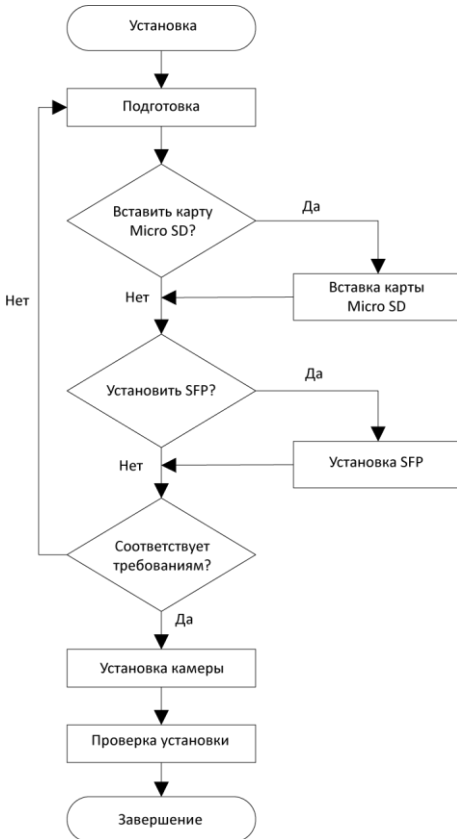 Установка
Подготовка
Вставить карту
Micro SD?
Да
Вставка карты
Micro SD
Нет
Нет
Установить SFP?
Да
Установка SFP
Нет
Соответствует
требованиям?
Да
Установка камеры
Проверка установки
Завершение